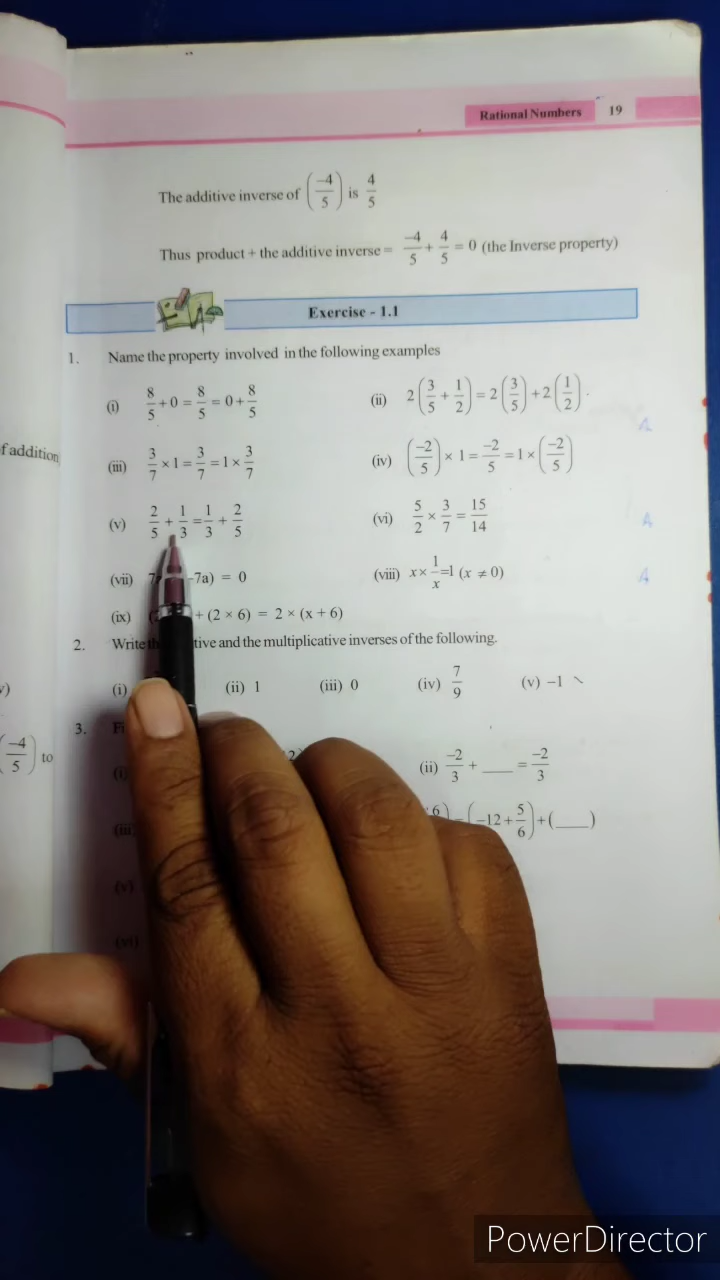 Rational Numbers 19
The additive inverse of (-4/5) is 4/5
Thus product + the additive inverse = -4/5 + 4/5 = 0 (the Inverse property)
Exercise - 1.1
1. Name the property involved in the following examples
(i) 8/5 + 0 = 8/5 = 0 + 8/5 (ii) 2(3/5 + 1/2) = 2(3/5) + 2(1/2)
f addition
(iii) 3/7 × 1 = 3/7 = 1 × 3/7 (iv) (-2/5) × 1 = -2/5 = 1 × (-2/5)
(v) 2/5 + 1/3 = 1/3 + 2/5 (vi) 5/2 × 3/7 = 15/14
(vii) 7 -7a) = 0 (viii) x × 1/x = 1 (x ≠ 0)
(ix) + (2 × 6) = 2 × (x + 6)
2. Write tive and the multiplicative inverses of the following.
(i) (ii) 1 (iii) 0 (iv) 7/9 (v) -1
3. Fi
(-4/5) to
(i) (ii) -2/3 + ___ = -2/3
(iii) (-12 + 5/6) + (___)
(v)
(vi)
PowerDirector